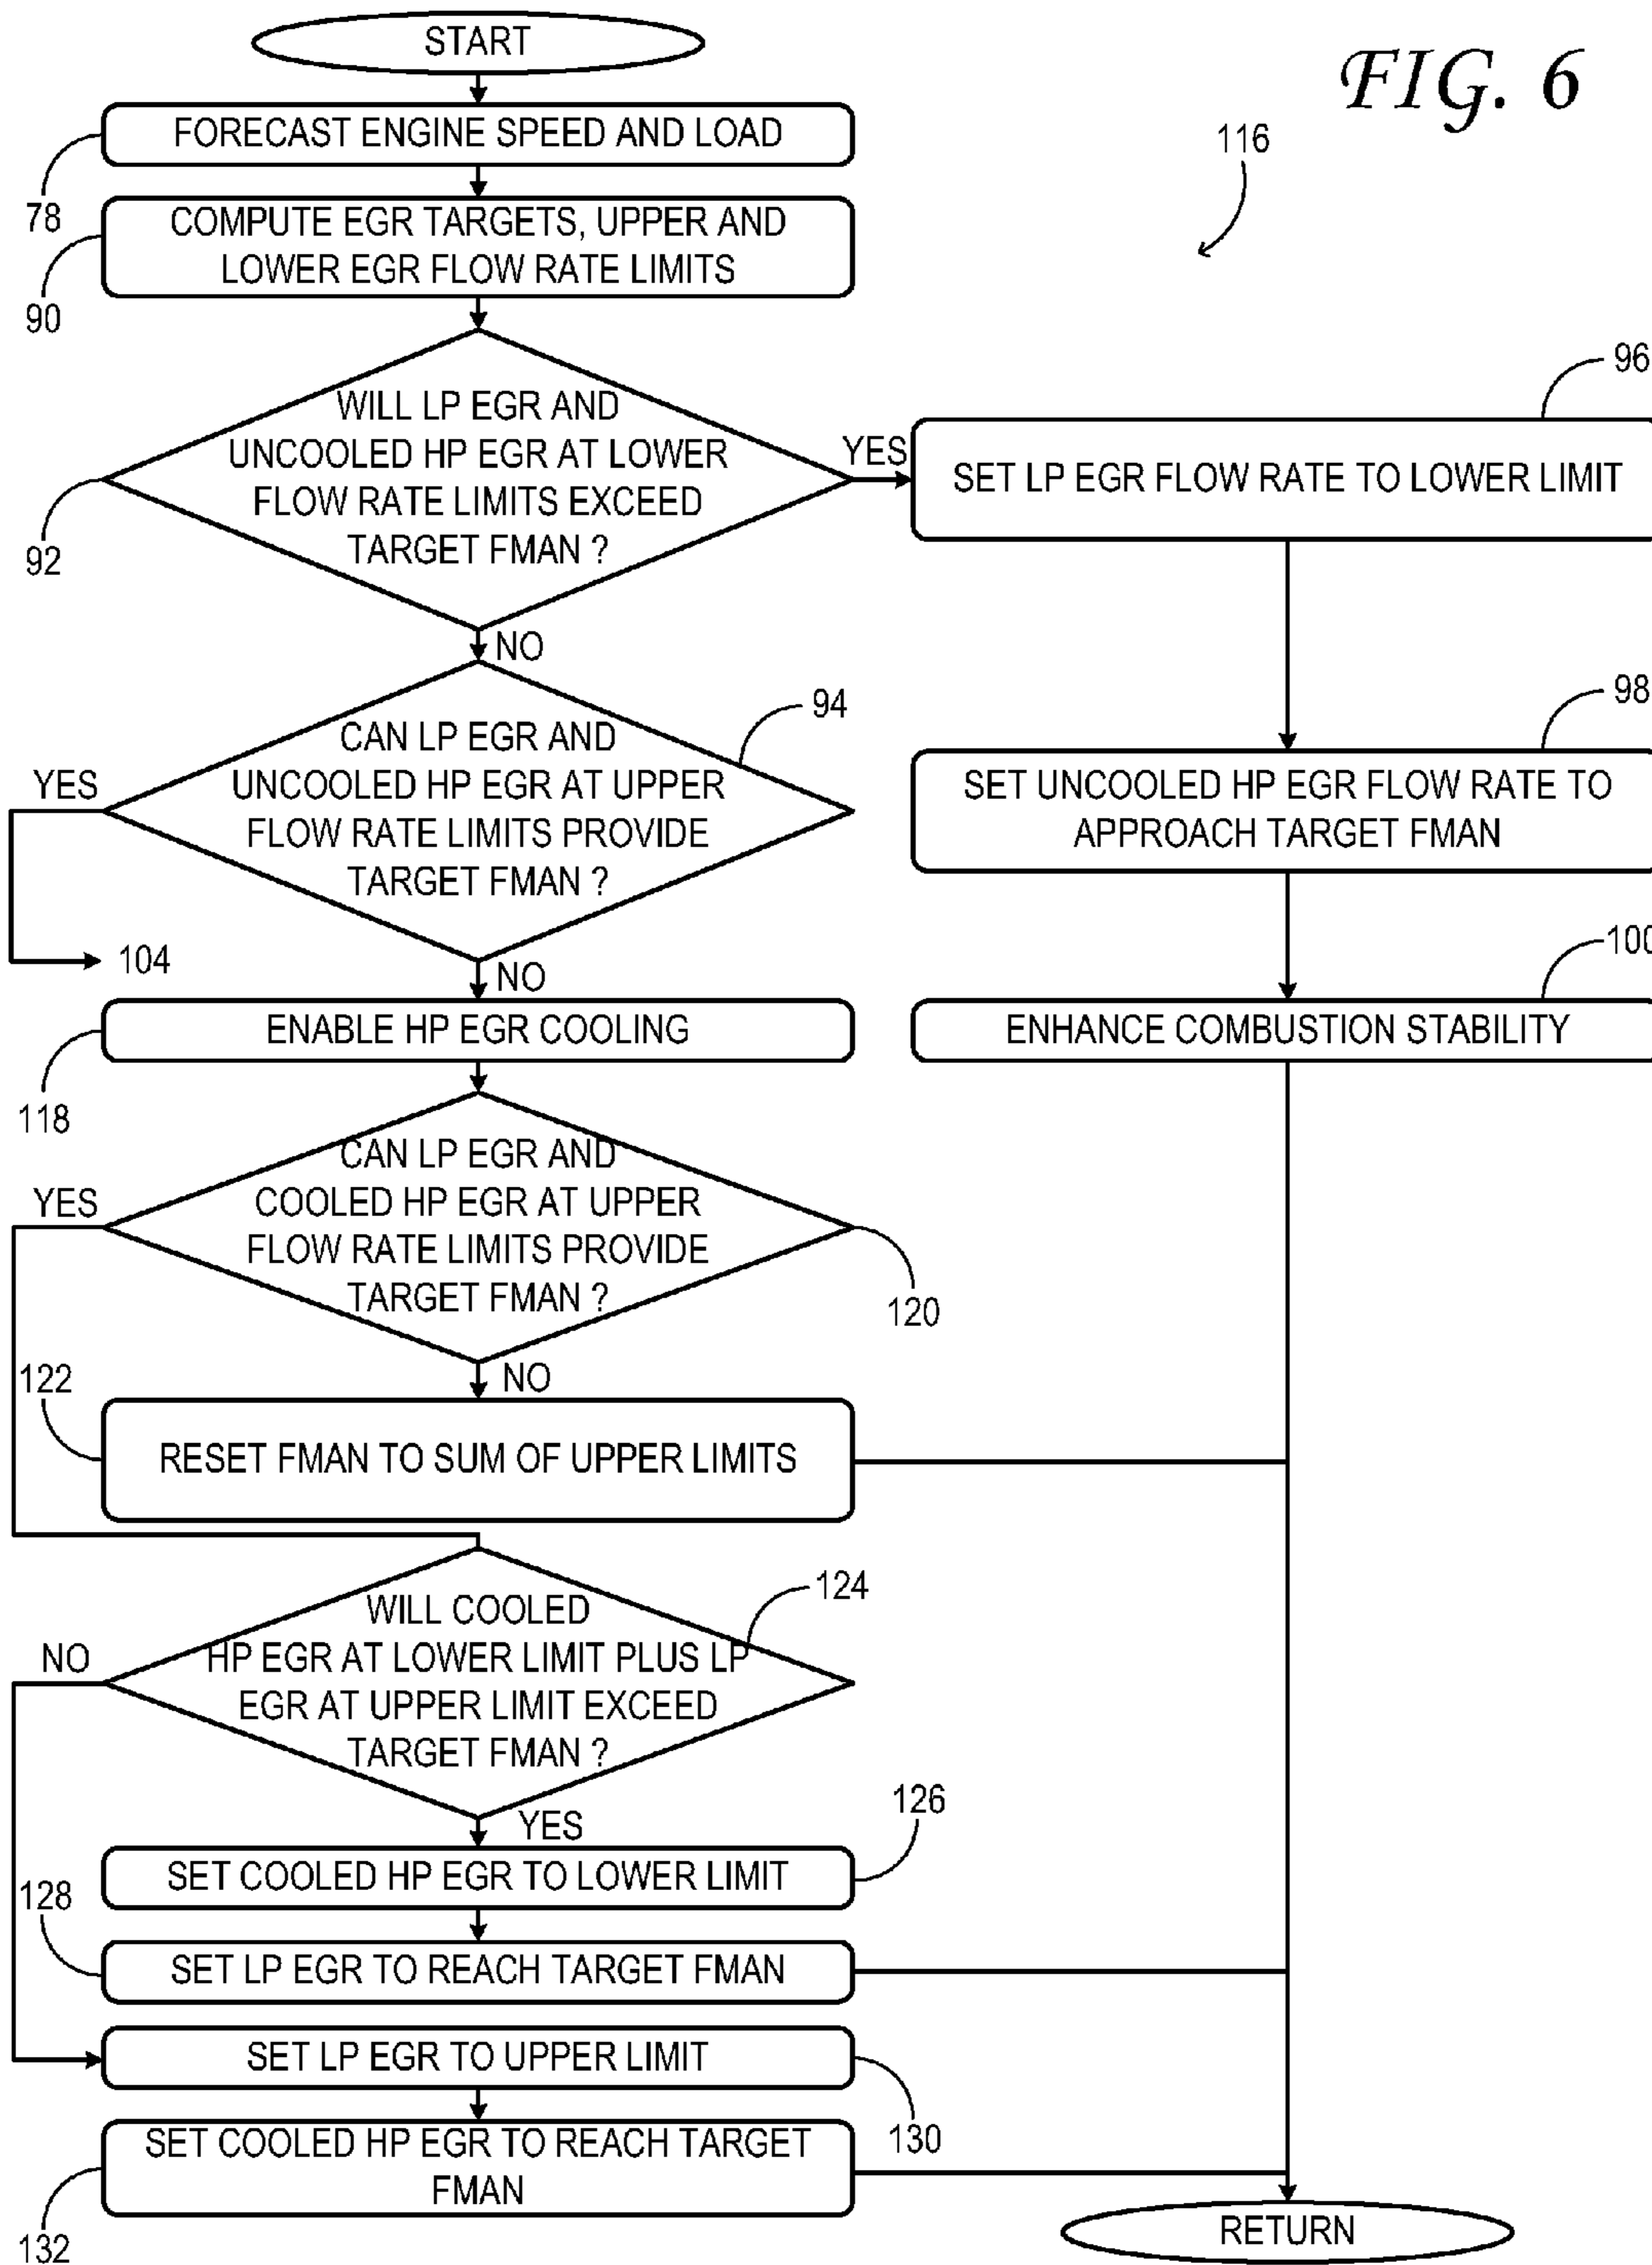 FIG. 6
START
116
FORECAST ENGINE SPEED AND LOAD
78
COMPUTE EGR TARGETS, UPPER AND
LOWER EGR FLOW RATE LIMITS
90
WILL LP EGR AND
UNCOOLED HP EGR AT LOWER
FLOW RATE LIMITS EXCEED
TARGET FMAN ?
92
YES
NO
96
SET LP EGR FLOW RATE TO LOWER LIMIT
94
CAN LP EGR AND
UNCOOLED HP EGR AT UPPER
FLOW RATE LIMITS PROVIDE
TARGET FMAN ?
YES
104
NO
98
SET UNCOOLED HP EGR FLOW RATE TO
APPROACH TARGET FMAN
100
ENHANCE COMBUSTION STABILITY
ENABLE HP EGR COOLING
118
CAN LP EGR AND
COOLED HP EGR AT UPPER
FLOW RATE LIMITS PROVIDE
TARGET FMAN ?
YES
120
NO
122
RESET FMAN TO SUM OF UPPER LIMITS
124
WILL COOLED
HP EGR AT LOWER LIMIT PLUS LP
EGR AT UPPER LIMIT EXCEED
TARGET FMAN ?
NO
YES
126
SET COOLED HP EGR TO LOWER LIMIT
128
SET LP EGR TO REACH TARGET FMAN
SET LP EGR TO UPPER LIMIT
130
SET COOLED HP EGR TO REACH TARGET
FMAN
132
RETURN